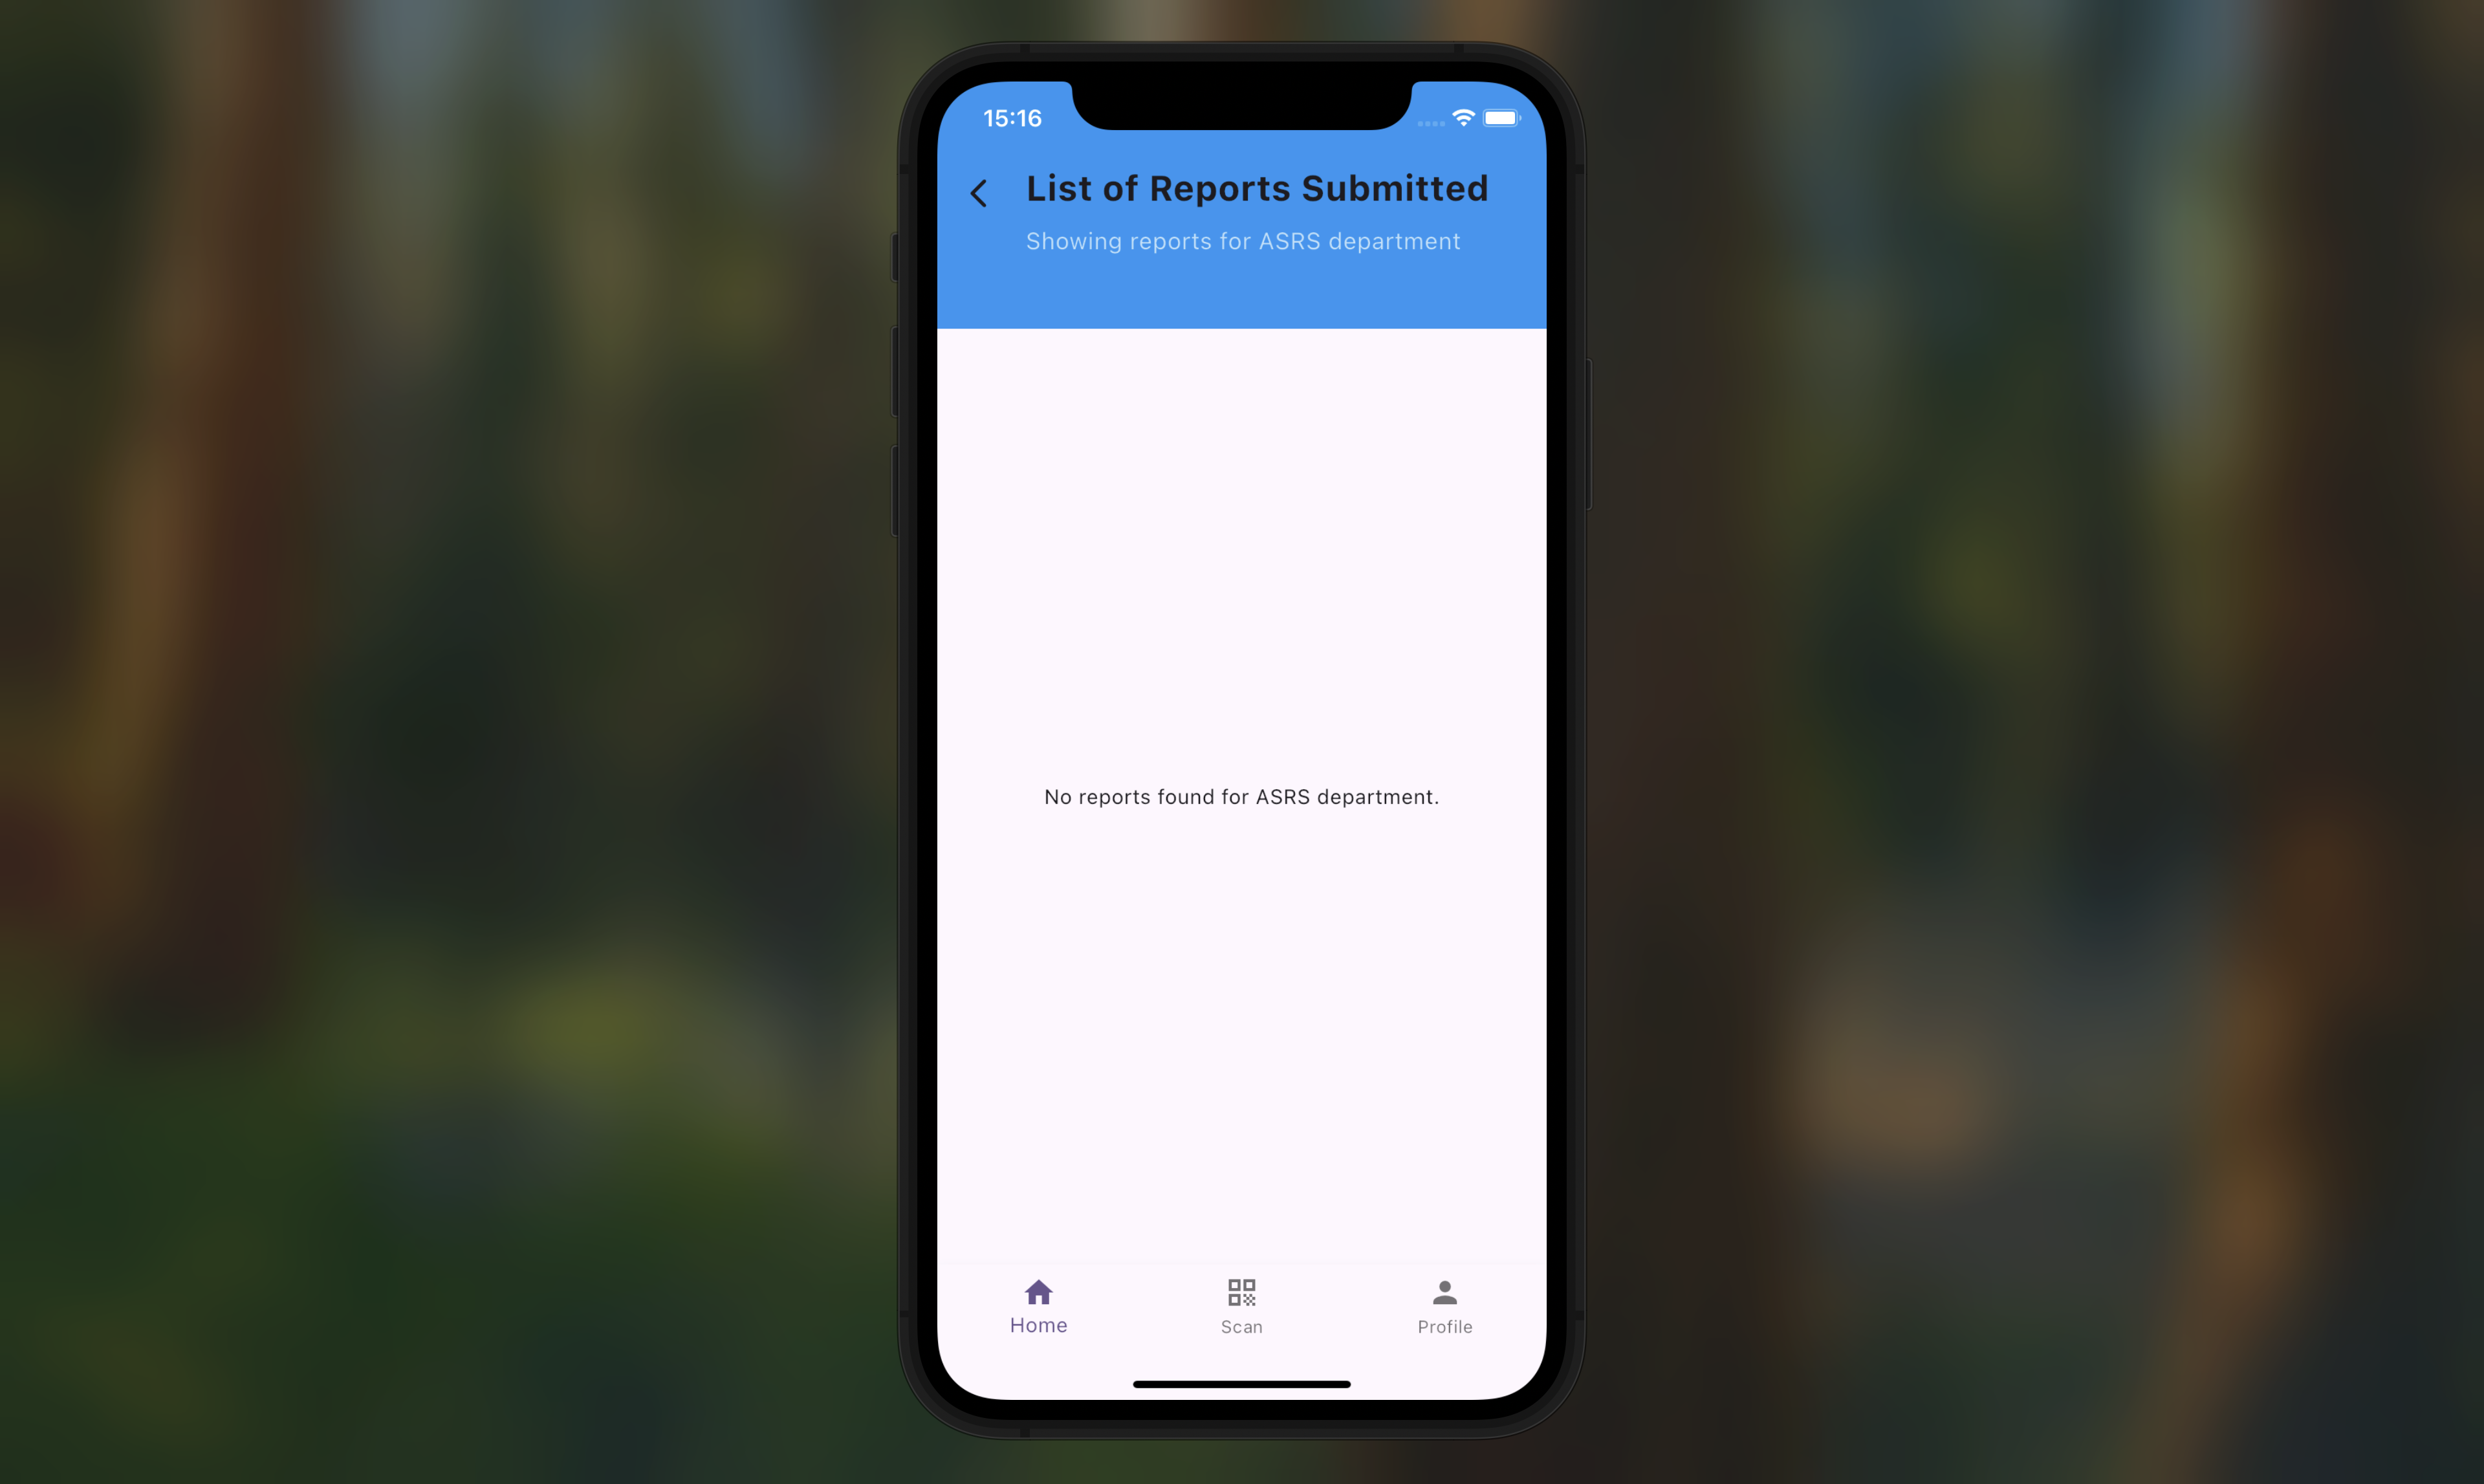 15:16
List of Reports Submitted
Showing reports for ASRS department
No reports found for ASRS department.
Home
Scan
Profile